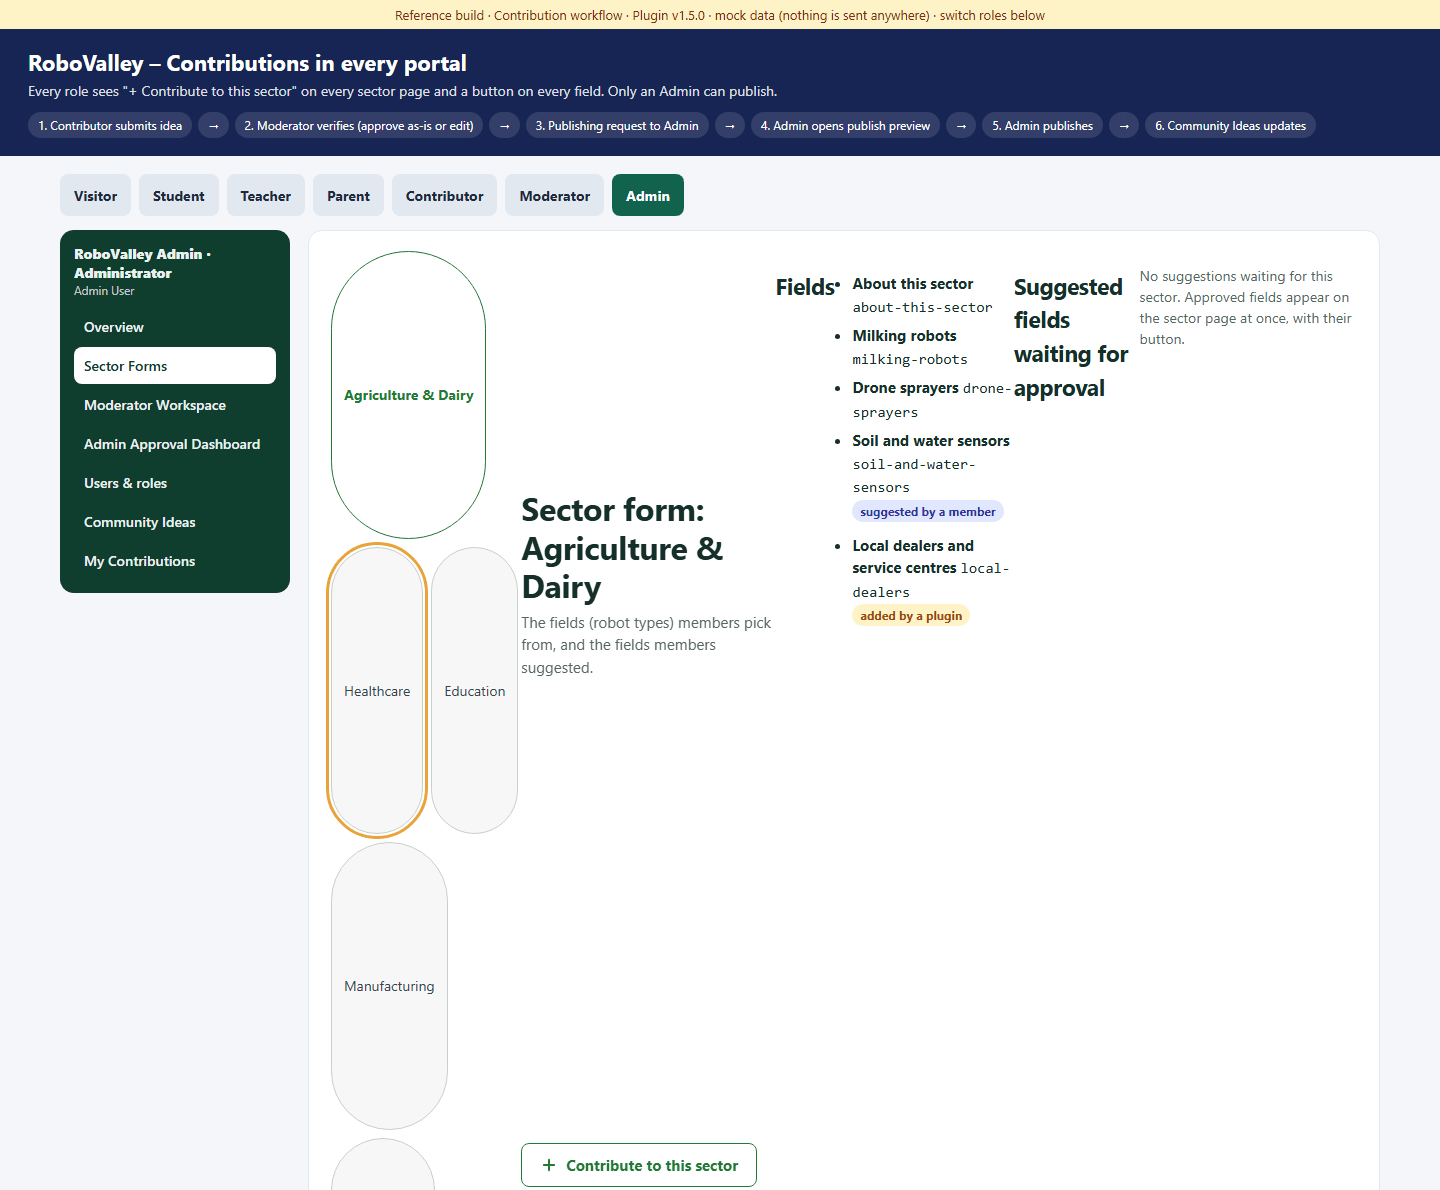 Reference build · Contribution workflow · Plugin v1.5.0 · mock data (nothing is sent anywhere) · switch roles below
RoboValley – Contributions in every portal
Every role sees "+ Contribute to this sector" on every sector page and a button on every field. Only an Admin can publish.
1. Contributor submits idea → 2. Moderator verifies (approve as-is or edit) → 3. Publishing request to Admin → 4. Admin opens publish preview → 5. Admin publishes → 6. Community Ideas updates
Visitor Student Teacher Parent Contributor Moderator Admin
RoboValley Admin ·
Administrator
Admin User
Overview
Sector Forms
Moderator Workspace
Admin Approval Dashboard
Users & roles
Community Ideas
My Contributions
Agriculture & Dairy
Healthcare
Education
Manufacturing
Sector form:
Agriculture &
Dairy
The fields (robot types) members pick
from, and the fields members
suggested.
+ Contribute to this sector
Fields
• About this sector
about-this-sector
• Milking robots
milking-robots
• Drone sprayers drone-
sprayers
• Soil and water sensors
soil-and-water-
sensors
suggested by a member
• Local dealers and
service centres local-
dealers
added by a plugin
Suggested
fields
waiting for
approval
No suggestions waiting for this
sector. Approved fields appear on
the sector page at once, with their
button.